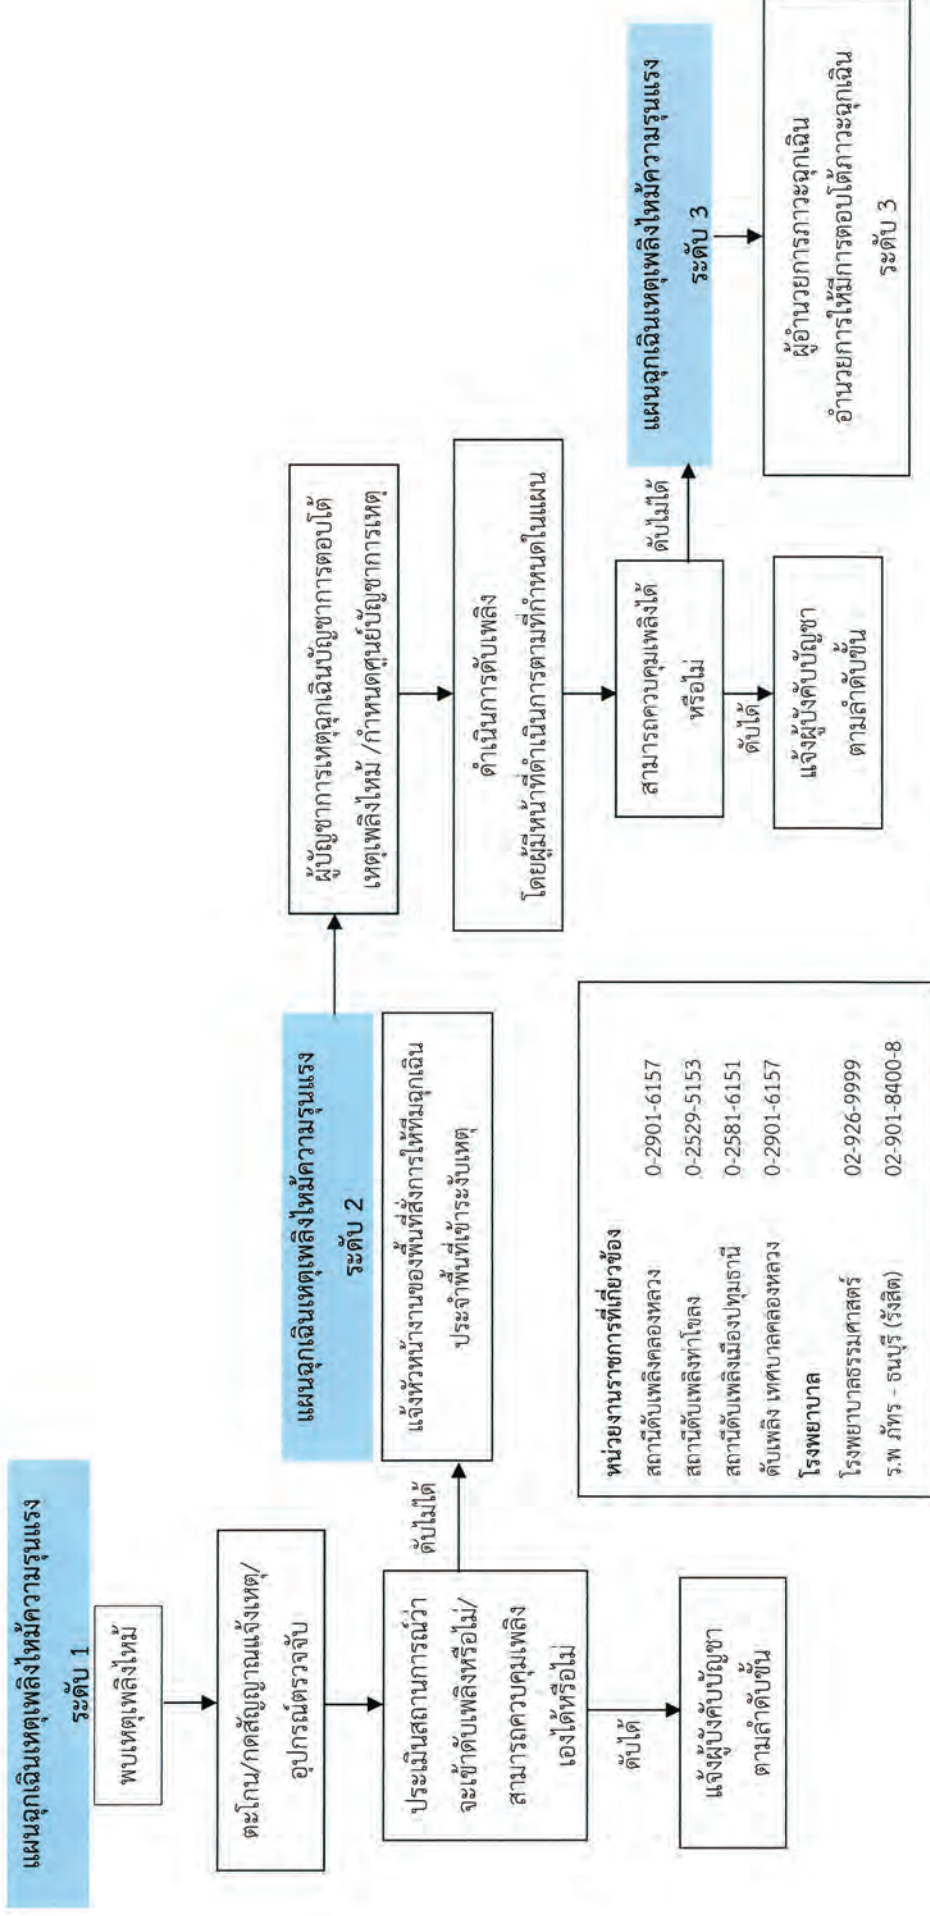 แผนฉุกเฉินเหตุเพลิงไหม้ความรุนแรง
ระดับ 1
พบเหตุเพลิงไหม้
ตะโกน/กดสัญญาณแจ้งเหตุ/
อุปกรณ์ตรวจจับ
ประเมินสถานการณ์ว่า
จะเข้าดับเพลิงหรือไม่/
สามารถควบคุมเพลิง
เองได้หรือไม่
ดับไม่ได้
ดับได้
แจ้งผู้บังคับบัญชา
ตามลำดับขั้น
แผนฉุกเฉินเหตุเพลิงไหม้ความรุนแรง
ระดับ 2
แจ้งหัวหน้างานของพื้นที่สั่งการให้ทีมฉุกเฉิน
ประจำพื้นที่เข้าระงับเหตุ
ผู้บัญชาการเหตุฉุกเฉินบัญชาการตอบโต้
เหตุเพลิงไหม้ /กำหนดศูนย์บัญชาการเหตุ
ดำเนินการดับเพลิง
โดยผู้มีหน้าที่ดำเนินการตามที่กำหนดในแผน
สามารถควบคุมเพลิงได้
หรือไม่
ดับไม่ได้
ดับได้
แจ้งผู้บังคับบัญชา
ตามลำดับขั้น
แผนฉุกเฉินเหตุเพลิงไหม้ความรุนแรง
ระดับ 3
ผู้อำนวยการภาวะฉุกเฉิน
อำนวยการให้มีการตอบโต้ภาวะฉุกเฉิน
ระดับ 3
หน่วยงานราชการที่เกี่ยวข้อง
สถานีดับเพลิงคลองหลวง 0-2901-6157
สถานีดับเพลิงท่าโขลง 0-2529-5153
สถานีดับเพลิงเมืองปทุมธานี 0-2581-6151
ดับเพลิง เทศบาลคลองหลวง 0-2901-6157
โรงพยาบาล
โรงพยาบาลธรรมศาสตร์ 02-926-9999
ร.พ ภัทร - ธนบุรี (รังสิต) 02-901-8400-8